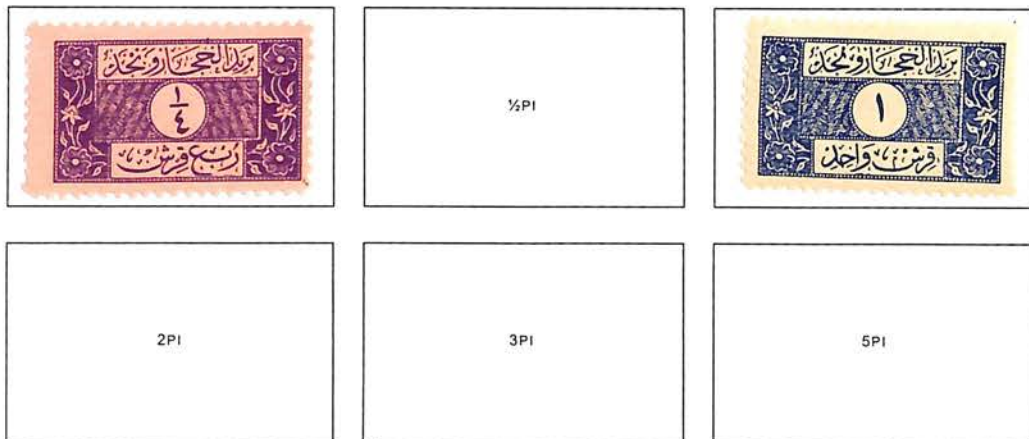 بريد الحجاز ونجد
١
٤
ربع قرش
½PI
بريد الحجاز ونجد
١
قرش واحد
2PI
3PI
5PI